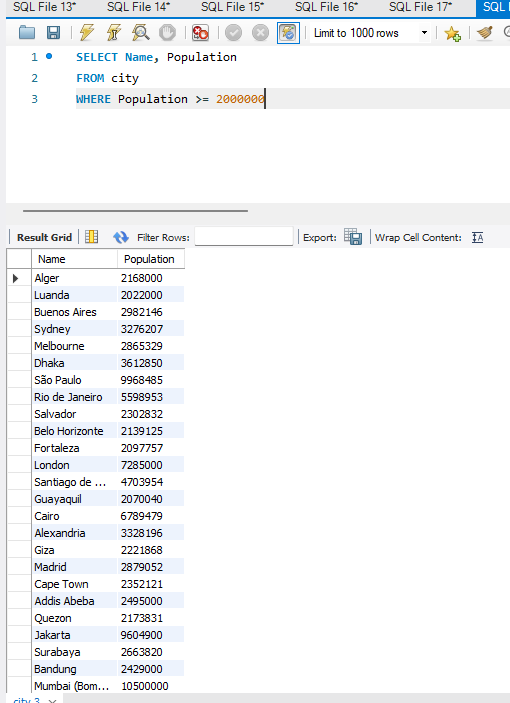 SQL File 13* SQL File 14* SQL File 15* SQL File 16* SQL File 17* SQL
Limit to 1000 rows
1 SELECT Name, Population
2 FROM city
3 WHERE Population >= 2000000
Result Grid Filter Rows: Export: Wrap Cell Content:
Name Population
Alger 2168000
Luanda 2022000
Buenos Aires 2982146
Sydney 3276207
Melbourne 2865329
Dhaka 3612850
São Paulo 9968485
Rio de Janeiro 5598953
Salvador 2302832
Belo Horizonte 2139125
Fortaleza 2097757
London 7285000
Santiago de ... 4703954
Guayaquil 2070040
Cairo 6789479
Alexandria 3328196
Giza 2221868
Madrid 2879052
Cape Town 2352121
Addis Abeba 2495000
Quezon 2173831
Jakarta 9604900
Surabaya 2663820
Bandung 2429000
Mumbai (Bom... 10500000
city 3